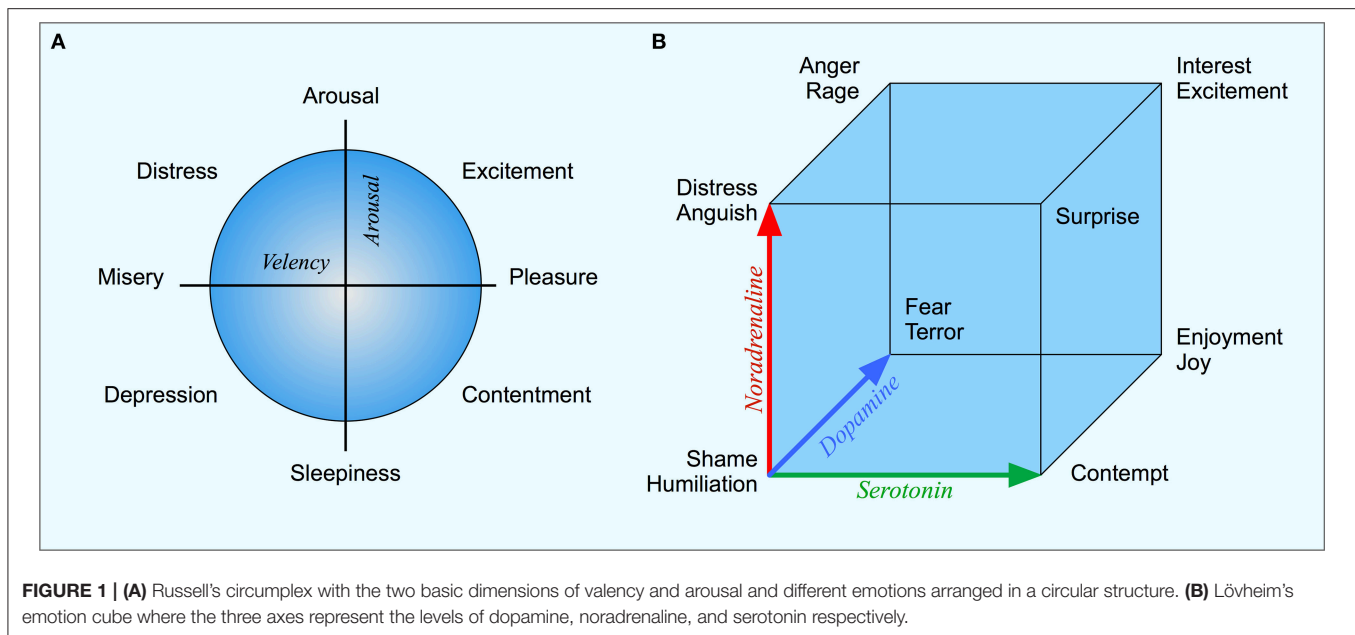 A
Arousal
Distress
Excitement
Arousal
Velency
Misery
Pleasure
Depression
Contentment
Sleepiness
B
Anger
Rage
Interest
Excitement
Distress
Anguish
Surprise
Noradrenaline
Fear
Terror
Dopamine
Enjoyment
Joy
Shame
Humiliation
Serotonin
Contempt
FIGURE 1 | (A) Russell's circumplex with the two basic dimensions of valency and arousal and different emotions arranged in a circular structure. (B) Lövheim's
emotion cube where the three axes represent the levels of dopamine, noradrenaline, and serotonin respectively.